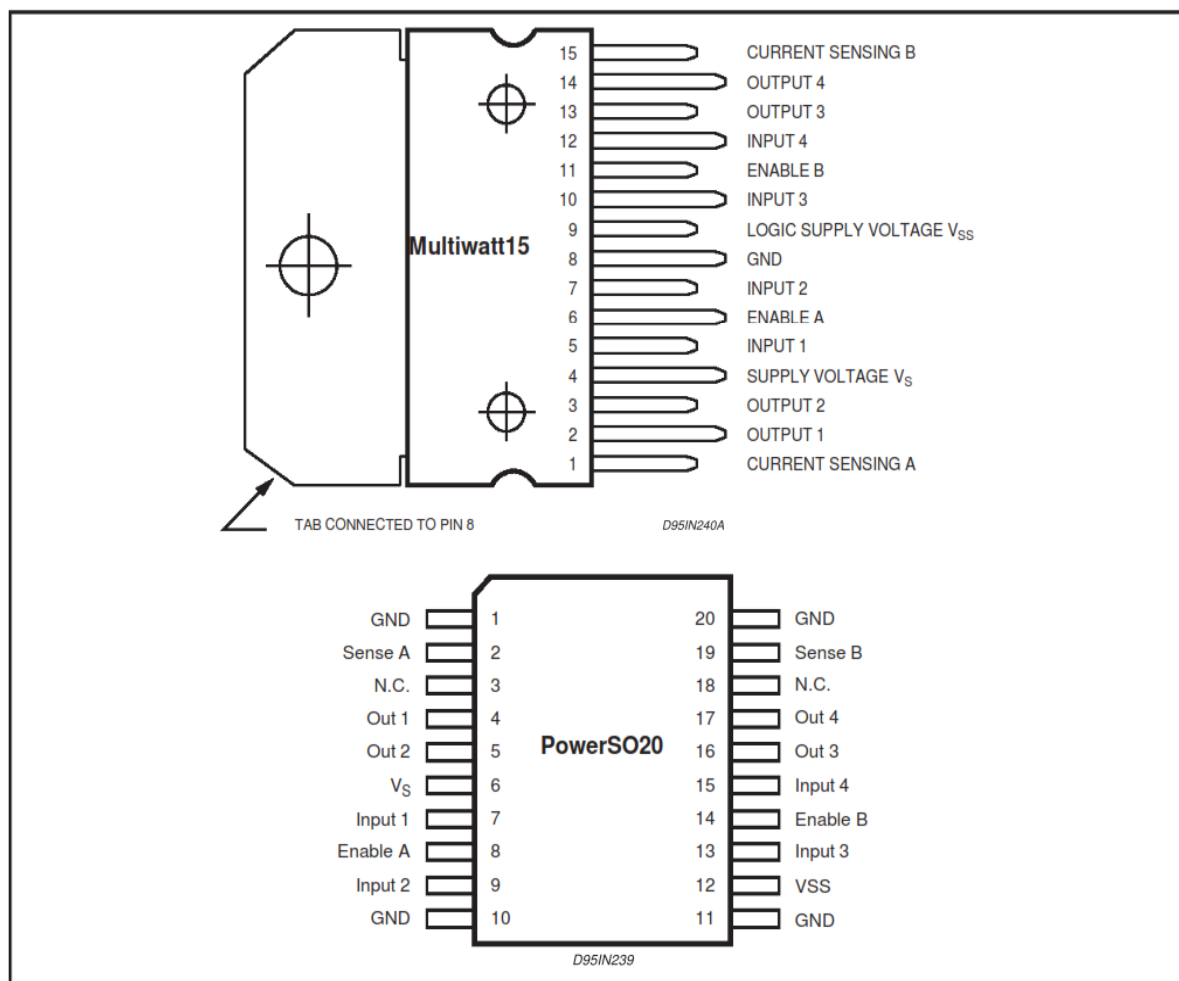 15 CURRENT SENSING B
14 OUTPUT 4
13 OUTPUT 3
12 INPUT 4
11 ENABLE B
10 INPUT 3
9 LOGIC SUPPLY VOLTAGE VSS
Multiwatt15
8 GND
7 INPUT 2
6 ENABLE A
5 INPUT 1
4 SUPPLY VOLTAGE VS
3 OUTPUT 2
2 OUTPUT 1
1 CURRENT SENSING A
TAB CONNECTED TO PIN 8
D95IN240A
GND 1 20 GND
Sense A 2 19 Sense B
N.C. 3 18 N.C.
Out 1 4 17 Out 4
PowerSO20
Out 2 5 16 Out 3
VS 6 15 Input 4
Input 1 7 14 Enable B
Enable A 8 13 Input 3
Input 2 9 12 VSS
GND 10 11 GND
D95IN239